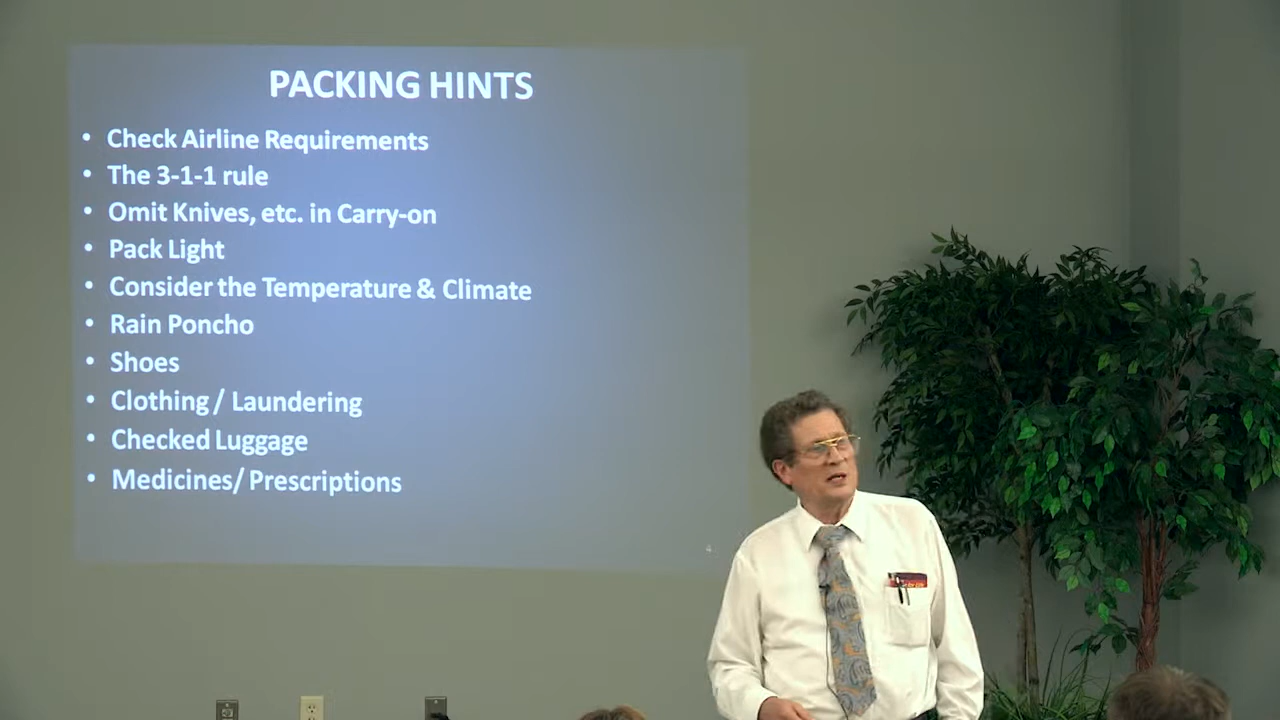 PACKING HINTS
• Check Airline Requirements
• The 3-1-1 rule
• Omit Knives, etc. in Carry-on
• Pack Light
• Consider the Temperature & Climate
• Rain Poncho
• Shoes
• Clothing / Laundering
• Checked Luggage
• Medicines/ Prescriptions
4